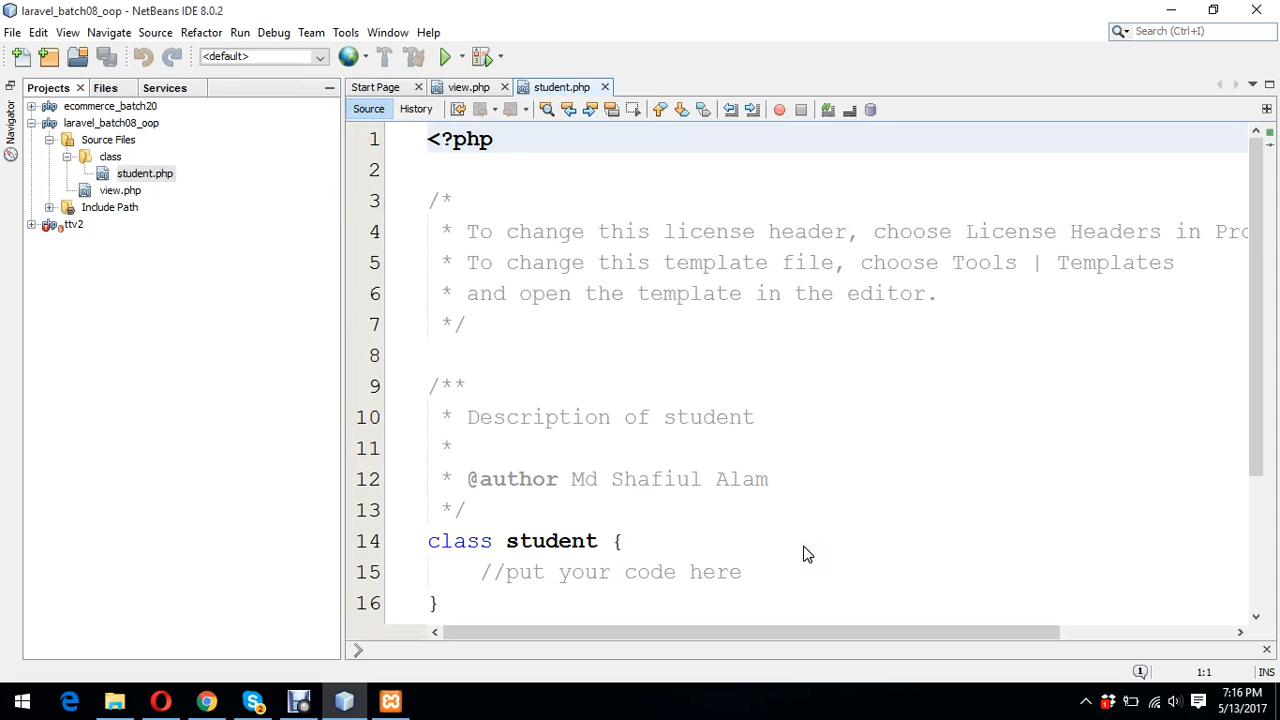 laravel_batch08_oop - NetBeans IDE 8.0.2
File Edit View Navigate Source Refactor Run Debug Team Tools Window Help
Search (Ctrl+I)
<default>
Projects Files Services
Start Page view.php student.php
Navigator
Source History
ecommerce_batch20
laravel_batch08_oop
Source Files
class
student.php
view.php
Include Path
ttv2
1 <?php
2
3 /*
4 * To change this license header, choose License Headers in Pro
5 * To change this template file, choose Tools | Templates
6 * and open the template in the editor.
7 */
8
9 /**
10 * Description of student
11 *
12 * @author Md Shafiul Alam
13 */
14 class student {
15 //put your code here
16 }
1:1 INS
7:16 PM
5/13/2017